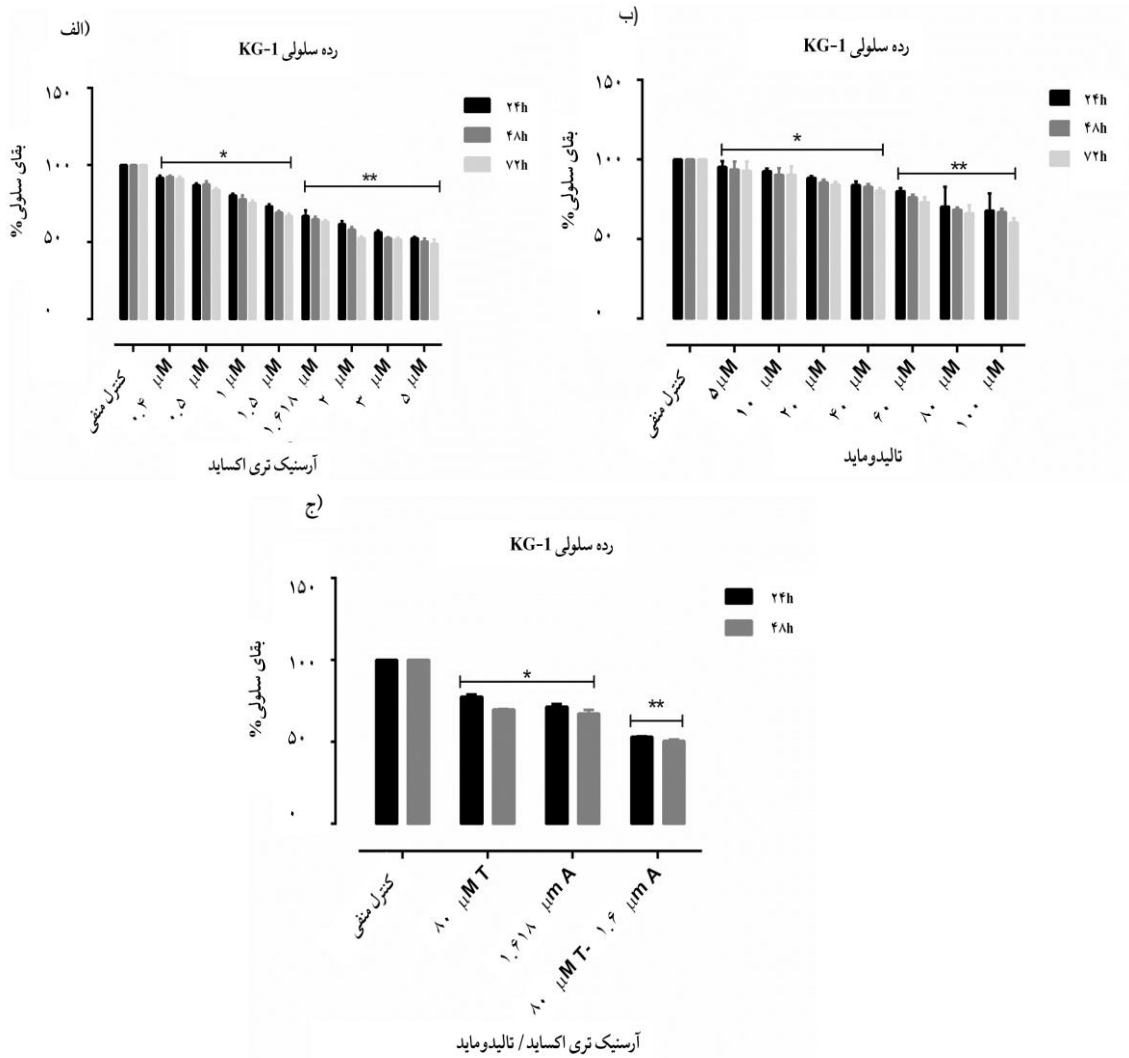 الف)
رده سلولی KG-1
۱۵۰
۱۰۰
۵۰
۰
بقای سلولی%
۲۴h
۴۸h
۷۲h
*
**
کنترل منفی
۰.۴ μM
۰.۵ μM
۱ μM
۱.۵ μM
۱.۶۱۸ μM
۲ μM
۳ μM
۵ μM
آرسنیک تری اکساید
ب)
رده سلولی KG-1
۱۵۰
۱۰۰
۵۰
۰
بقای سلولی%
۲۴h
۴۸h
۷۲h
*
**
کنترل منفی
۵ μM
۱۰ μM
۲۰ μM
۴۰ μM
۶۰ μM
۸۰ μM
۱۰۰ μM
تالیدوماید
ج)
رده سلولی KG-1
۱۵۰
۱۰۰
۵۰
۰
بقای سلولی%
۲۴h
۴۸h
*
**
کنترل منفی
۸۰ μM T
۱.۶۱۸ μm A
۸۰ μM T- ۱.۶ μm A
آرسنیک تری اکساید / تالیدوماید